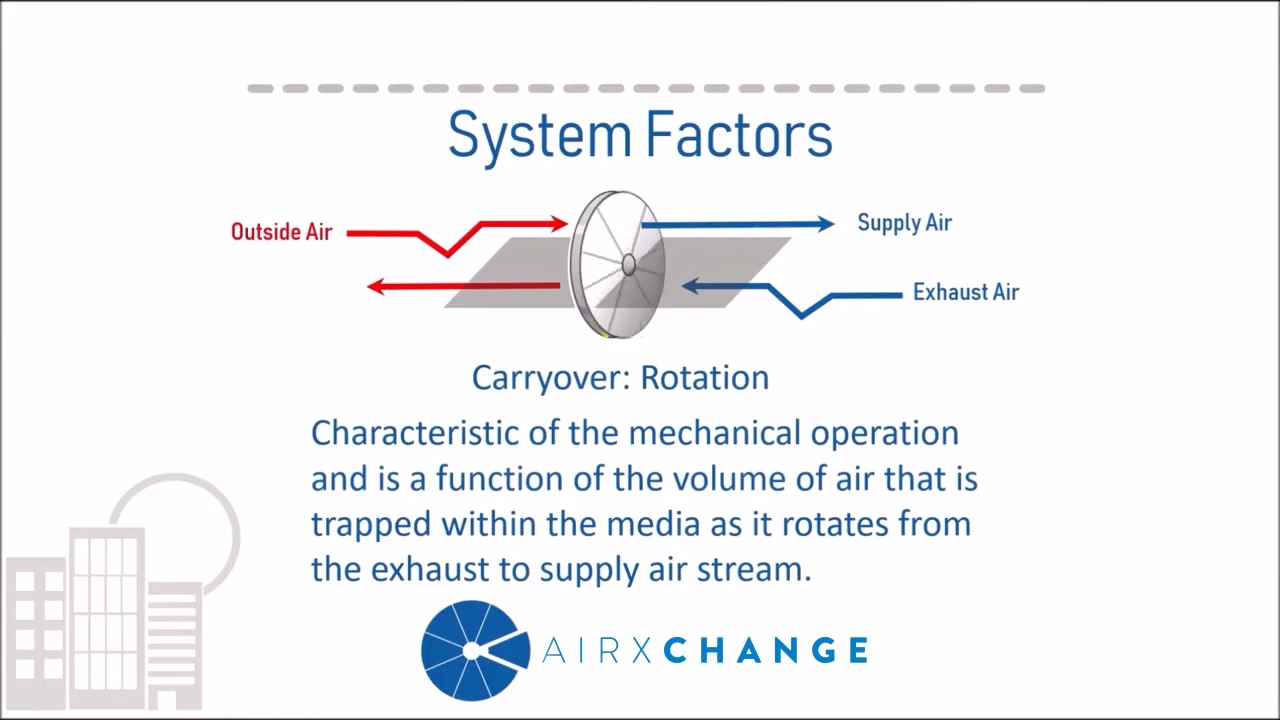 System Factors
Outside Air
Supply Air
Exhaust Air
Carryover: Rotation
Characteristic of the mechanical operation
and is a function of the volume of air that is
trapped within the media as it rotates from
the exhaust to supply air stream.
AIRXCHANGE